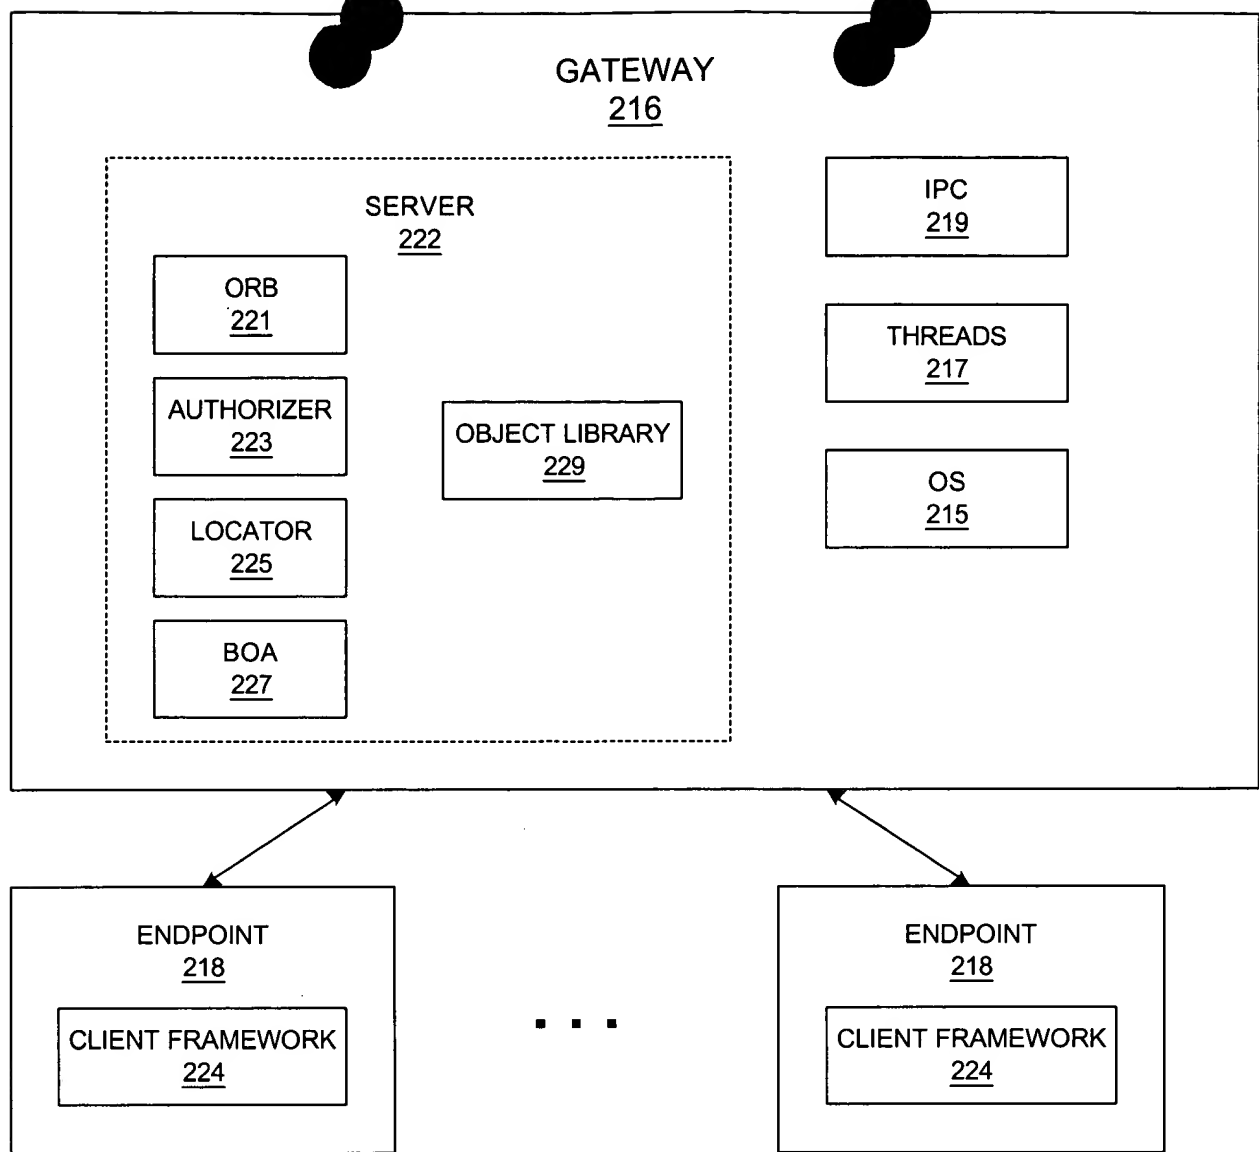 GATEWAY
216
SERVER
222
ORB
221
AUTHORIZER
223
LOCATOR
225
BOA
227
OBJECT LIBRARY
229
IPC
219
THREADS
217
OS
215
ENDPOINT
218
CLIENT FRAMEWORK
224
ENDPOINT
218
CLIENT FRAMEWORK
224